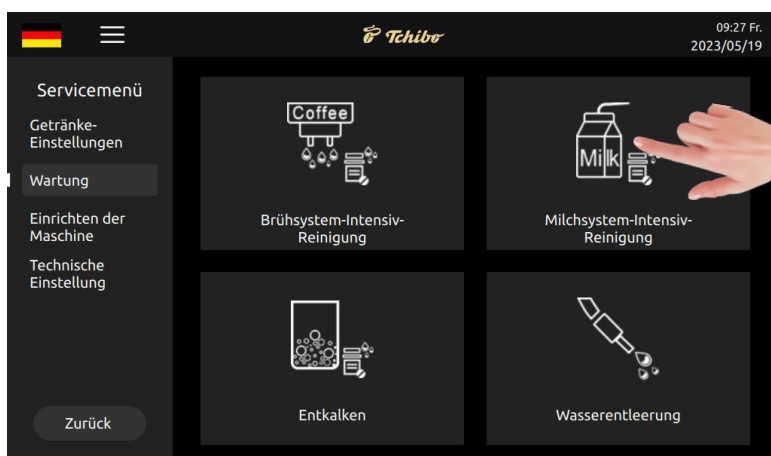 Tchibo
09:27 Fr.
2023/05/19
Servicemenü
Getränke-
Einstellungen
Wartung
Einrichten der
Maschine
Technische
Einstellung
Zurück
Coffee
Brühsystem-Intensiv-
Reinigung
Milk
Milchsystem-Intensiv-
Reinigung
Entkalken
Wasserentleerung